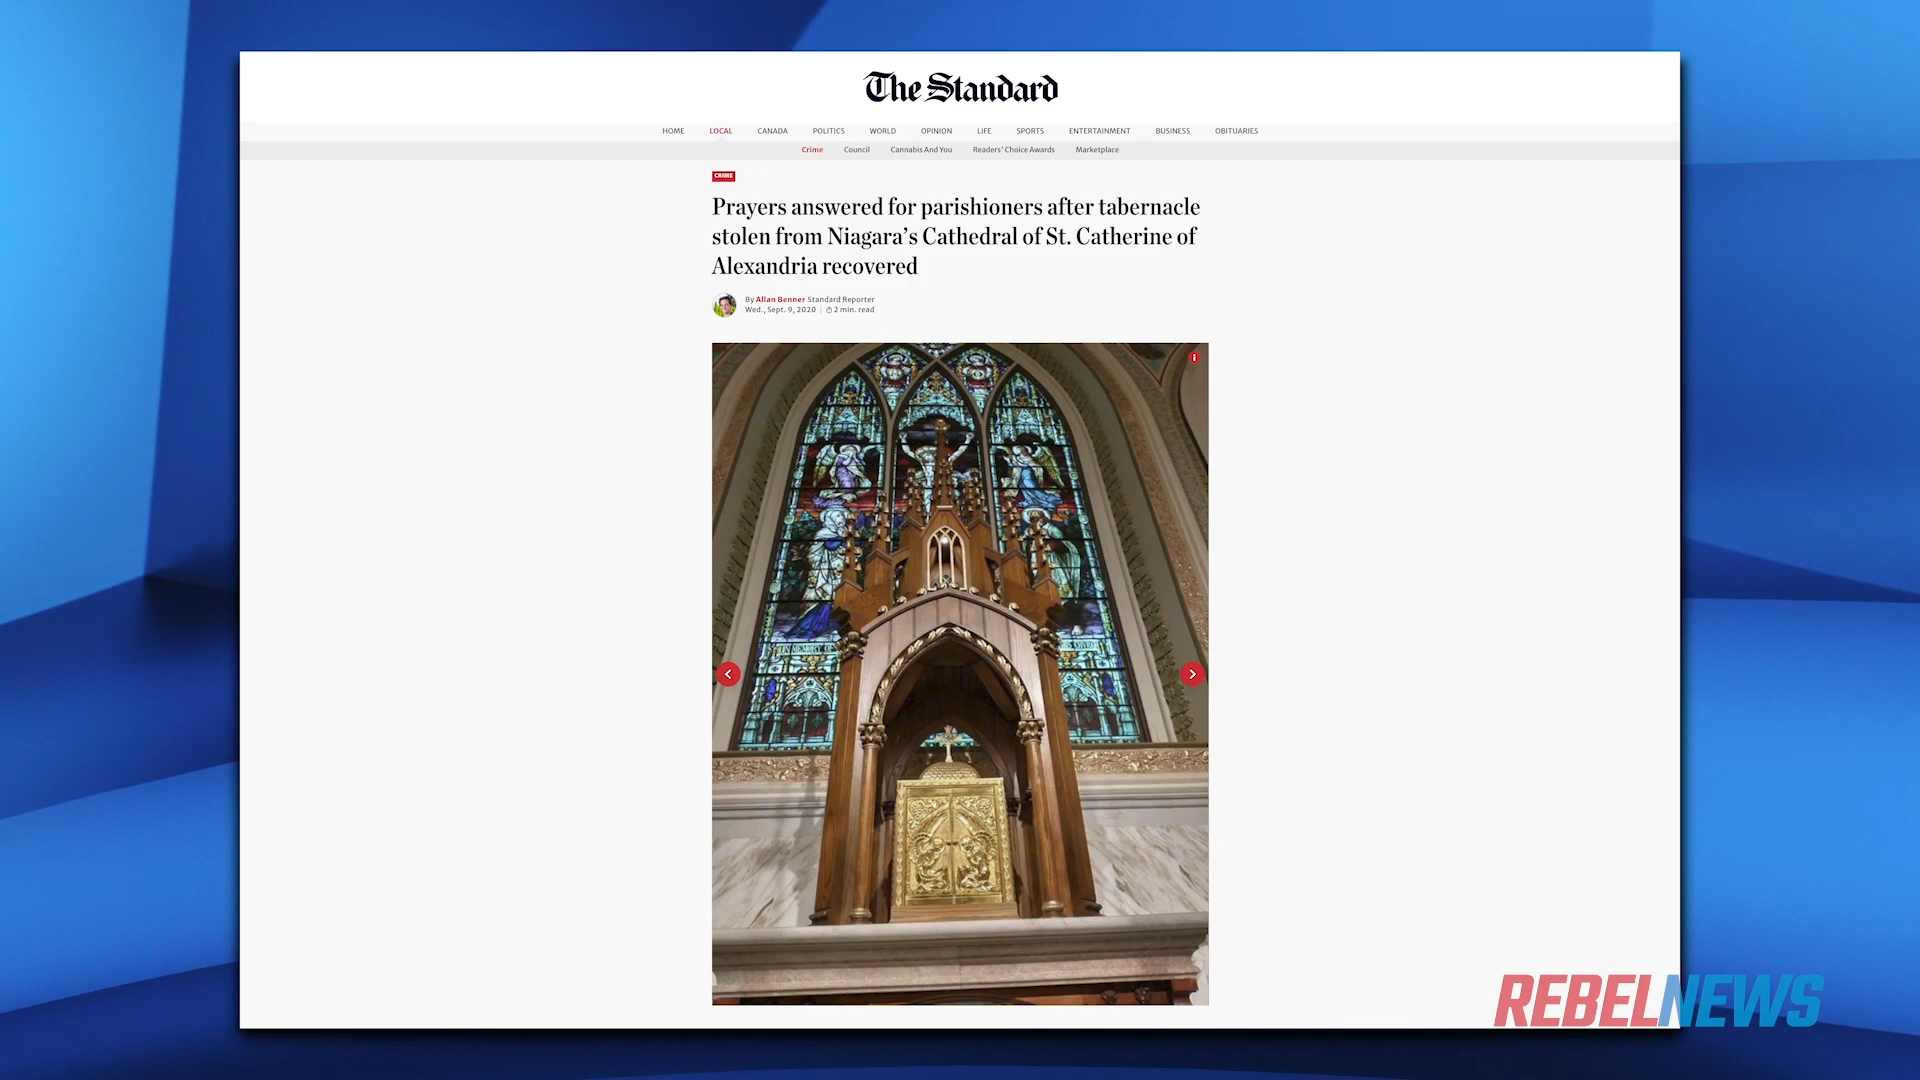 The Standard
HOME LOCAL CANADA POLITICS WORLD OPINION LIFE SPORTS ENTERTAINMENT BUSINESS OBITUARIES
Crime Council Cannabis And You Readers' Choice Awards Marketplace
CRIME
Prayers answered for parishioners after tabernacle
stolen from Niagara's Cathedral of St. Catherine of
Alexandria recovered
By Allan Benner Standard Reporter
Wed., Sept. 9, 2020 | 2 min. read
REBELNEWS